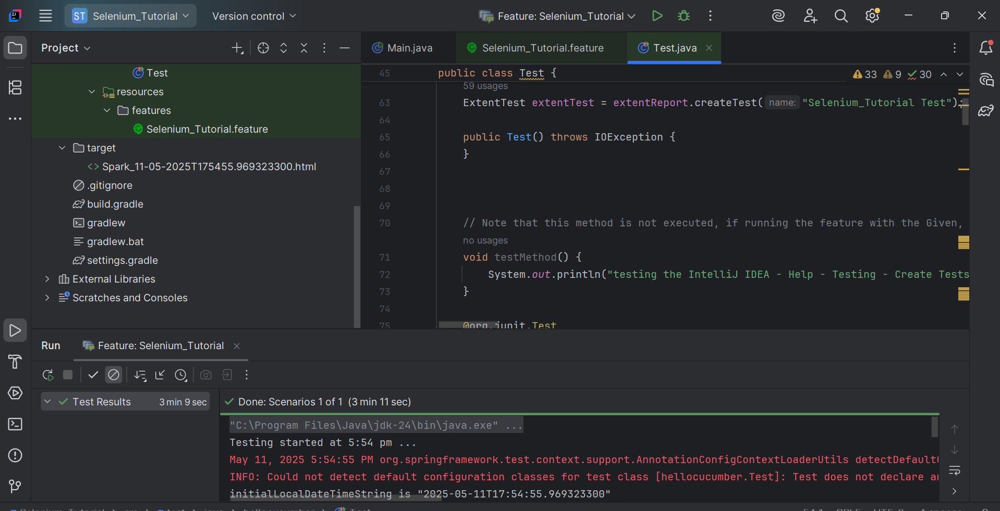 ST Selenium_Tutorial Version control Feature: Selenium_Tutorial
Project
Main.java Selenium_Tutorial.feature Test.java
Test
resources
features
Selenium_Tutorial.feature
target
Spark_11-05-2025T175455.969323300.html
.gitignore
build.gradle
gradlew
gradlew.bat
settings.gradle
External Libraries
Scratches and Consoles
45 public class Test {
33 9 30
59 usages
63 ExtentTest extentTest = extentReport.createTest( name: "Selenium_Tutorial Test");
64
65 public Test() throws IOException {
66 }
67
68
69
70 // Note that this method is not executed, if running the feature with the Given,
no usages
71 void testMethod() {
72 System.out.println("testing the IntelliJ IDEA - Help - Testing - Create Tests
73 }
74
75 @org.junit.Test
Run Feature: Selenium_Tutorial
Test Results 3 min 9 sec
Done: Scenarios 1 of 1 (3 min 11 sec)
"C:\Program Files\Java\jdk-24\bin\java.exe" ...
Testing started at 5:54 pm ...
May 11, 2025 5:54:55 PM org.springframework.test.context.support.AnnotationConfigContextLoaderUtils detectDefault
INFO: Could not detect default configuration classes for test class [hellocucumber.Test]: Test does not declare
initialLocalDateTimeString is "2025-05-11T17:54:55.969323300"